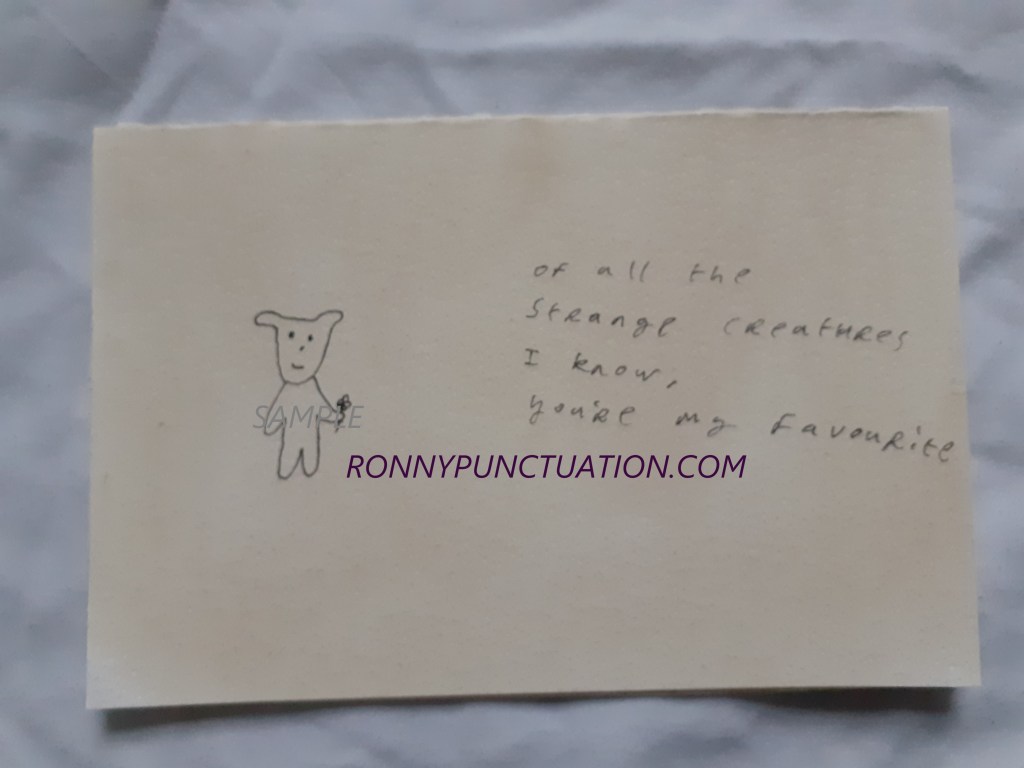 of all the
strange creatures
I know,
you're my favourite
SAMPLE
RONNYPUNCTUATION.COM